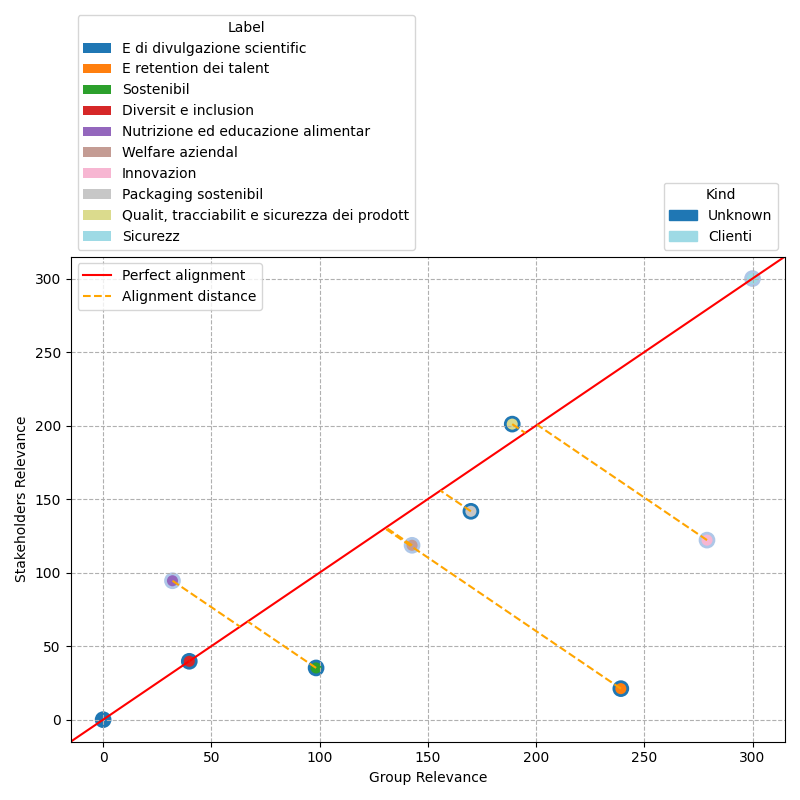 Label
E di divulgazione scientific
E retention dei talent
Sostenibil
Diversit e inclusion
Nutrizione ed educazione alimentar
Welfare aziendal
Innovazion
Packaging sostenibil
Qualit, tracciabilit e sicurezza dei prodott
Sicurezz
Kind
Unknown
Clienti
Perfect alignment
Alignment distance
300
250
200
150
100
50
0
Stakeholders Relevance
0 50 100 150 200 250 300
Group Relevance